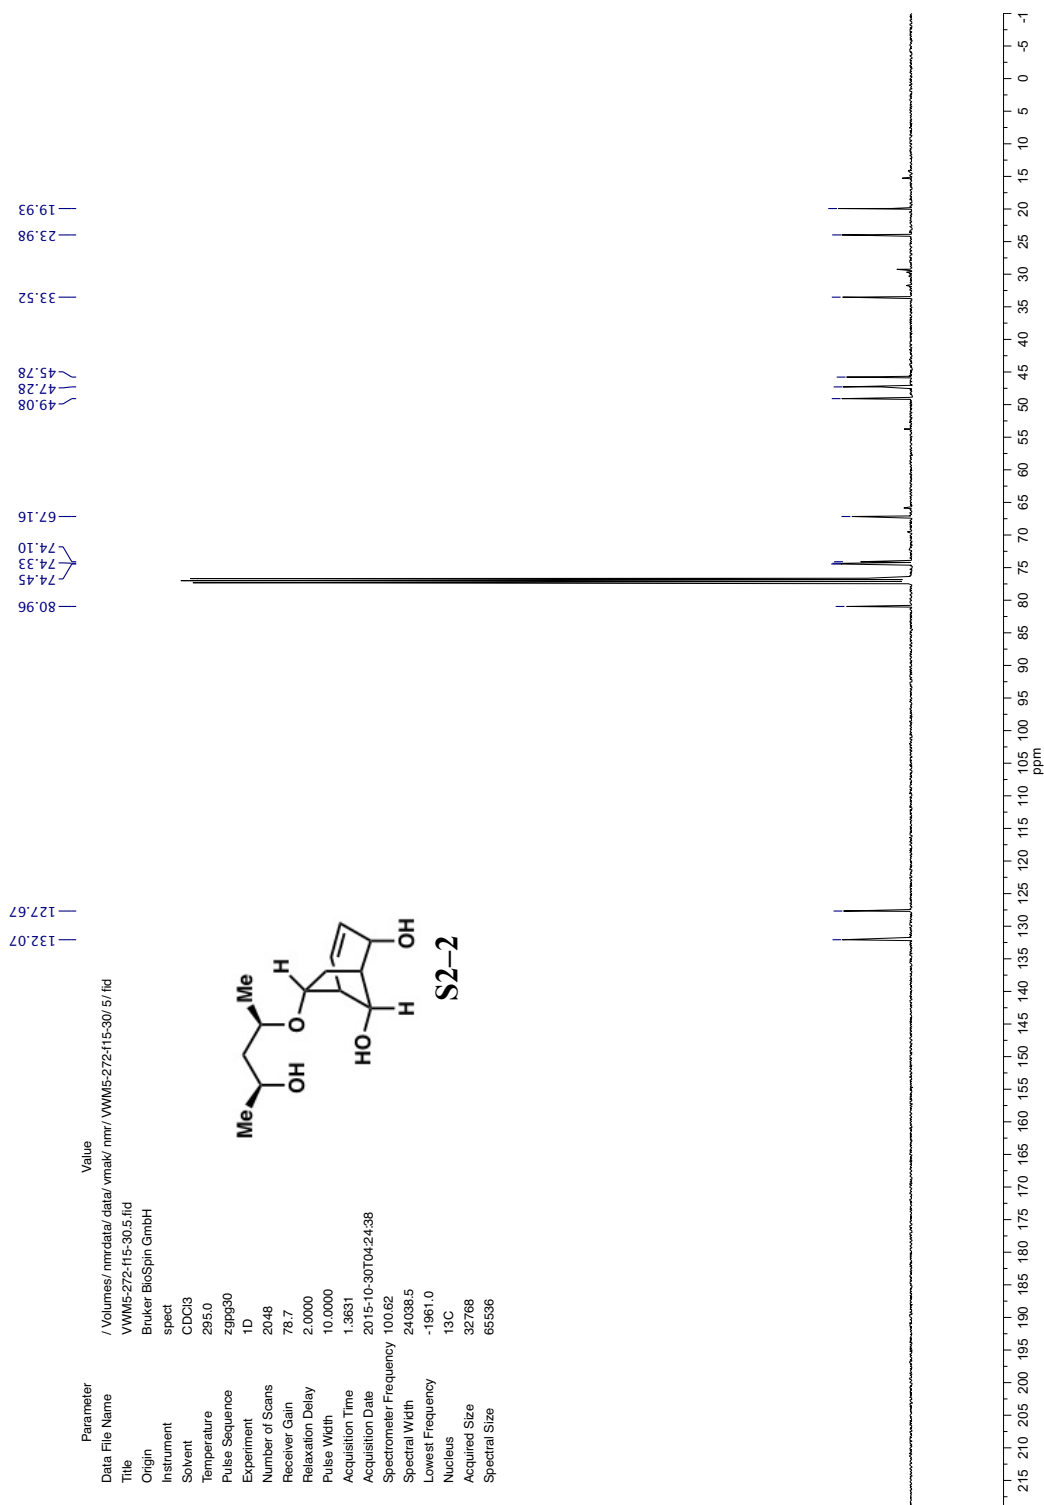 Parameter Value
Data File Name / Volumes/ nmrdata/ data/ vmak/ nmr/ VWM5-272-f15-30/ 5/ fid
Title VWM5-272-f15-30.5.fid
Origin Bruker BioSpin GmbH
Instrument spect
Solvent CDCl3
Temperature 295.0
Pulse Sequence zgpg30
Experiment 1D
Number of Scans 2048
Receiver Gain 78.7
Relaxation Delay 2.0000
Pulse Width 10.0000
Acquisition Time 1.3631
Acquisition Date 2015-10-30T04:24:38
Spectrometer Frequency 100.62
Spectral Width 24038.5
Lowest Frequency -1961.0
Nucleus 13C
Acquired Size 32768
Spectral Size 65536
Me
Me
OH
O
H
HO
H
OH
S2–2
132.07
127.67
80.96
74.45
74.33
74.10
67.16
49.08
47.28
45.78
33.52
23.98
19.93
215 210 205 200 195 190 185 180 175 170 165 160 155 150 145 140 135 130 125 120 115 110 105 100 95 90 85 80 75 70 65 60 55 50 45 40 35 30 25 20 15 10 5 0 -5 -1
ppm